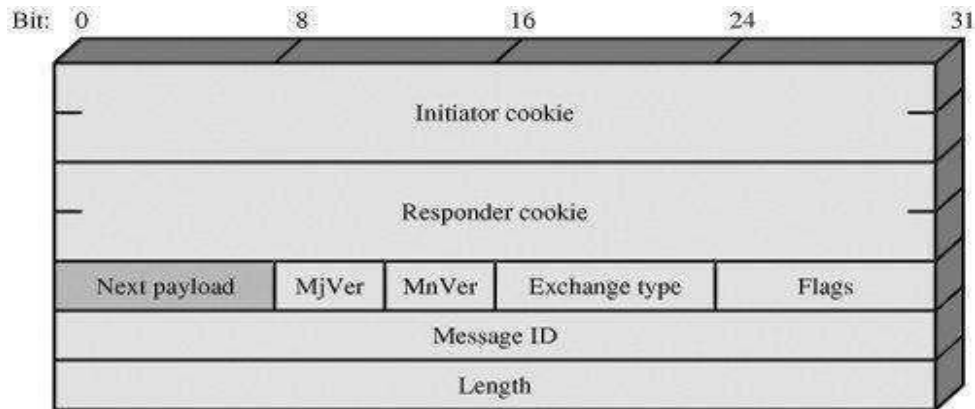 Bit: 0 8 16 24 31
Initiator cookie
Responder cookie
Next payload MjVer MnVer Exchange type Flags
Message ID
Length